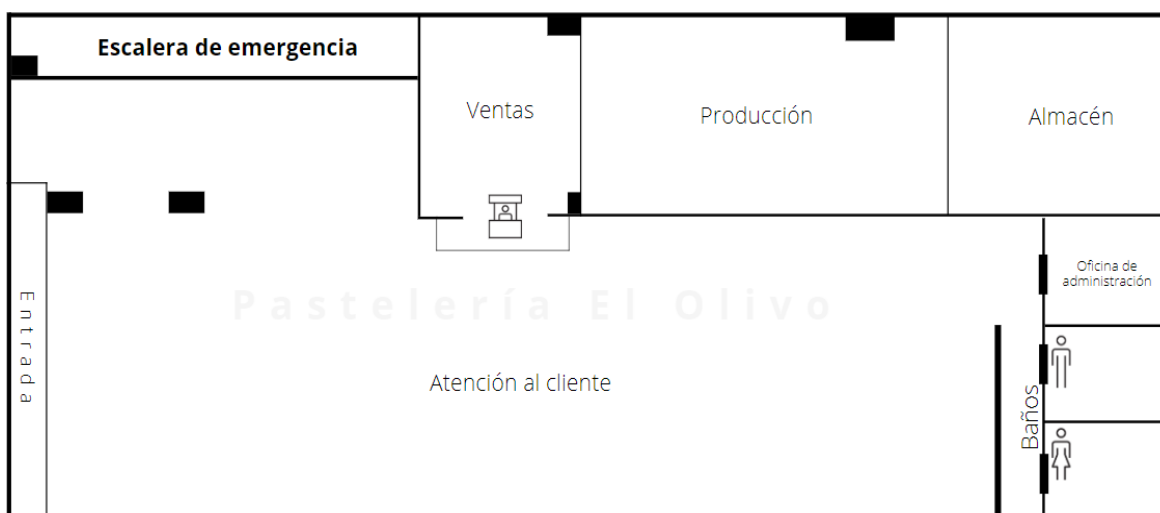 Escalera de emergencia
Ventas
Producción
Almacén
Oficina de
administración
Entrada
Pastelería El Olivo
Atención al cliente
Baños